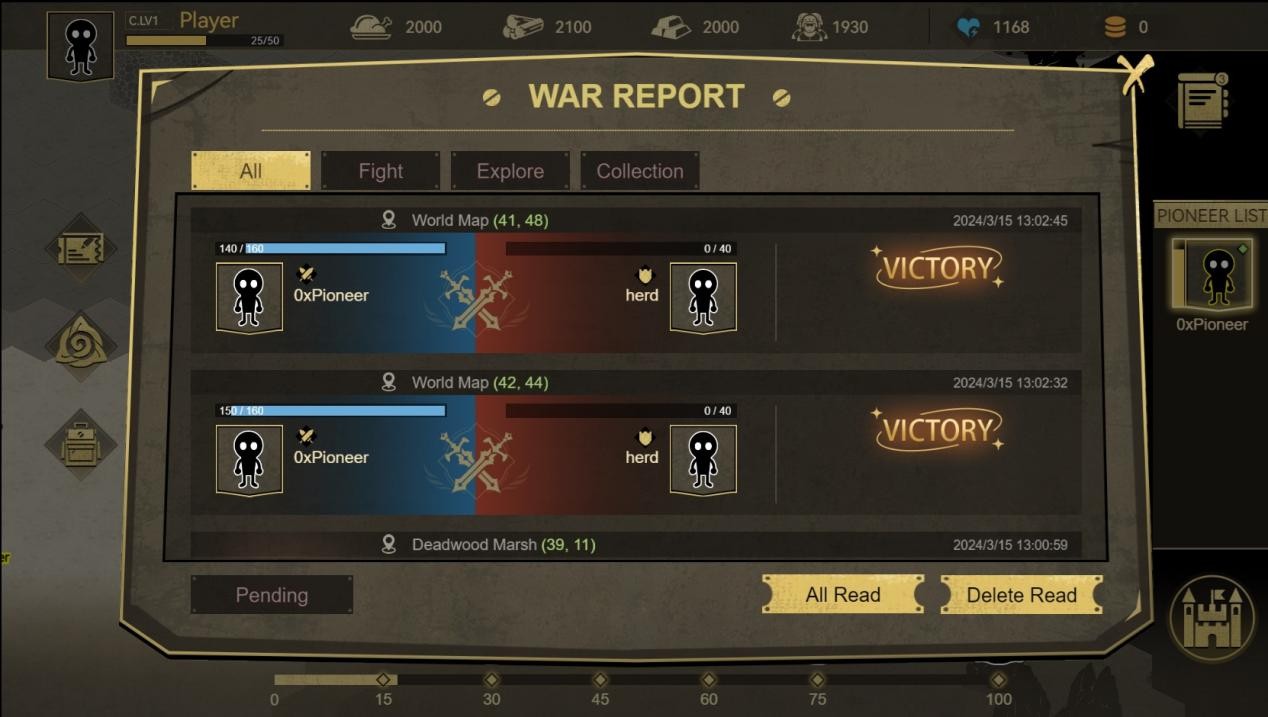 C.LV1 Player
25/50
2000
2100
2000
1930
1168
0
WAR REPORT
3
All
Fight
Explore
Collection
PIONEER LIST
0xPioneer
World Map (41, 48)
2024/3/15 13:02:45
140 / 160
0 / 40
0xPioneer
herd
VICTORY
World Map (42, 44)
2024/3/15 13:02:32
150 / 160
0 / 40
0xPioneer
herd
VICTORY
Deadwood Marsh (39, 11)
2024/3/15 13:00:59
er
Pending
All Read
Delete Read
0 15 30 45 60 75 100